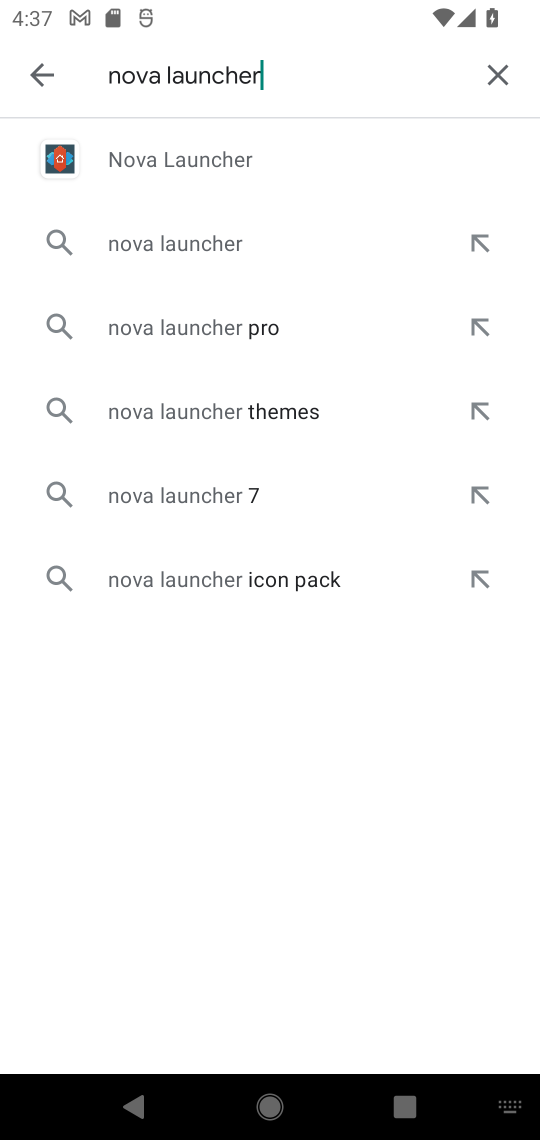 4:37
nova launcher
Nova Launcher
nova launcher
nova launcher pro
nova launcher themes
nova launcher 7
nova launcher icon pack